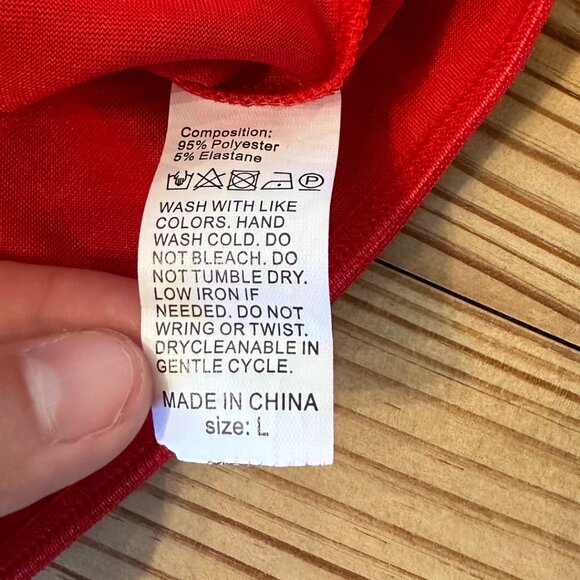 Composition:
95% Polyester
5% Elastane
WASH WITH LIKE
COLORS. HAND
WASH COLD. DO
NOT BLEACH. DO
NOT TUMBLE DRY.
LOW IRON IF
NEEDED. DO NOT
WRING OR TWIST.
DRYCLEANABLE IN
GENTLE CYCLE.
MADE IN CHINA
size: L